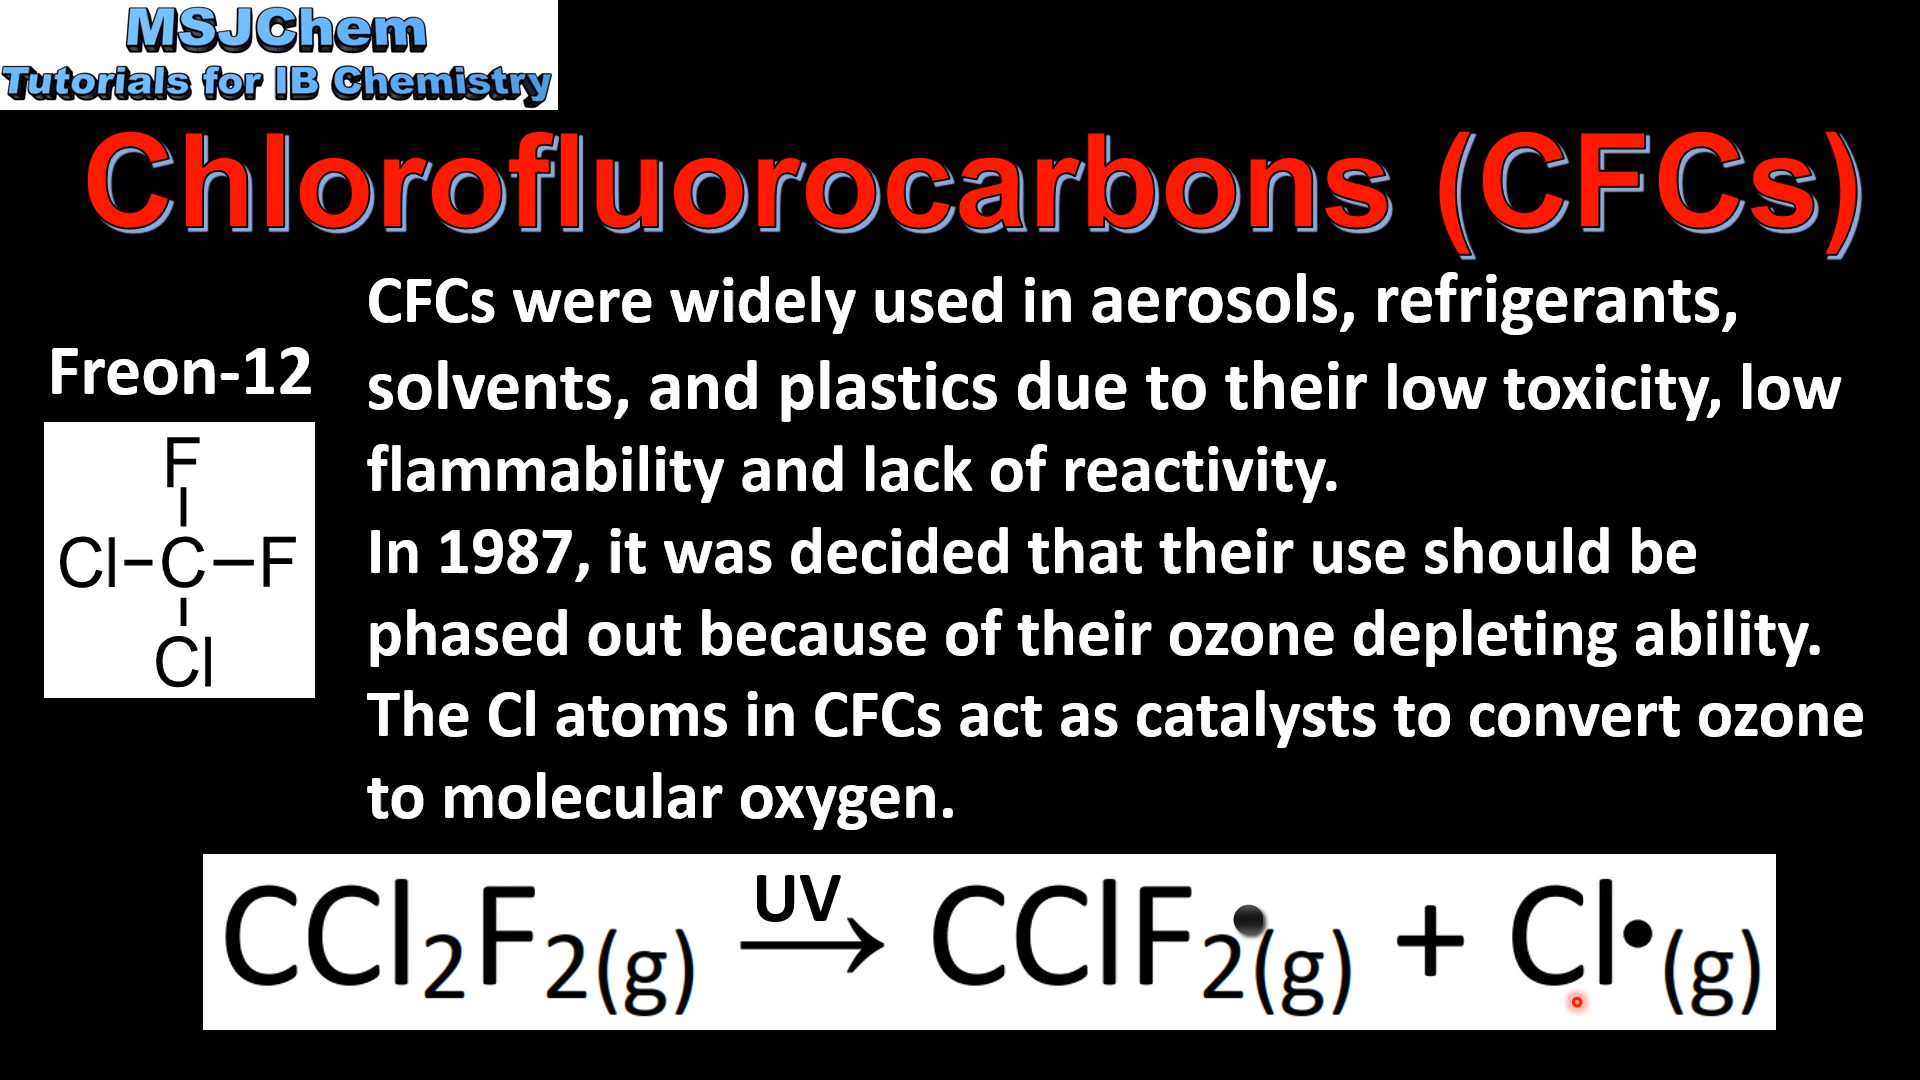 MSJChem
Tutorials for IB Chemistry
Chlorofluorocarbons (CFCs)
Freon-12
F
Cl–C–F
Cl
CFCs were widely used in aerosols, refrigerants,
solvents, and plastics due to their low toxicity, low
flammability and lack of reactivity.
In 1987, it was decided that their use should be
phased out because of their ozone depleting ability.
The Cl atoms in CFCs act as catalysts to convert ozone
to molecular oxygen.
UV
CCl₂F₂(g) → CClF₂•(g) + Cl•(g)